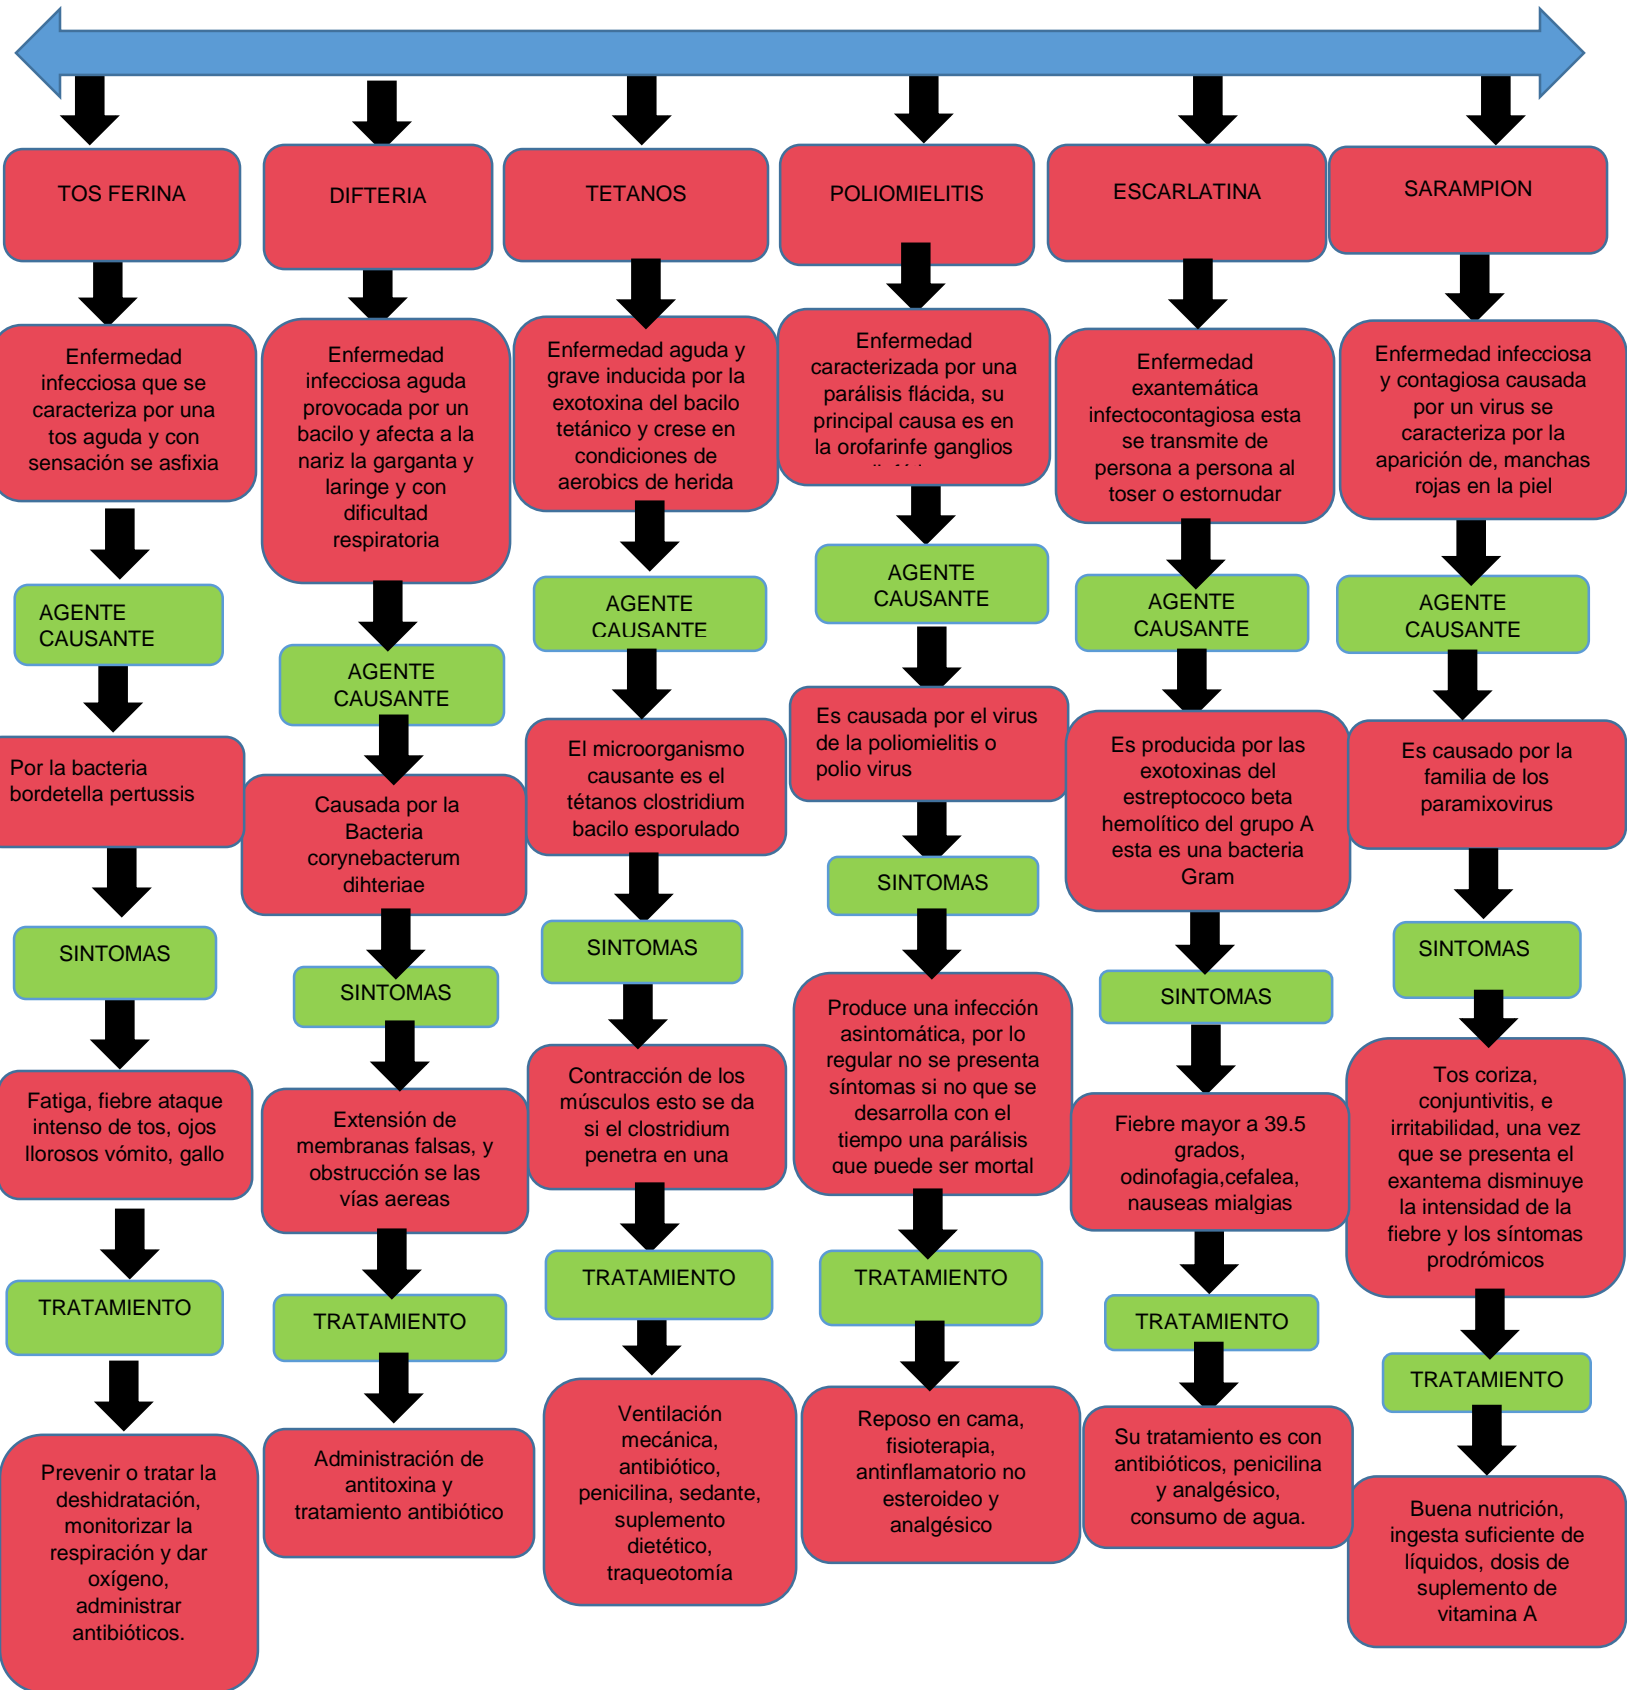 TOS FERINA
Enfermedad
infecciosa que se
caracteriza por una
tos aguda y con
sensación se asfixia
AGENTE
CAUSANTE
Por la bacteria
bordetella pertussis
SINTOMAS
Fatiga, fiebre ataque
intenso de tos, ojos
llorosos vómito, gallo
TRATAMIENTO
Prevenir o tratar la
deshidratación,
monitorizar la
respiración y dar
oxígeno,
administrar
antibióticos.
DIFTERIA
Enfermedad
infecciosa aguda
provocada por un
bacilo y afecta a la
nariz la garganta y
laringe y con
dificultad
respiratoria
AGENTE
CAUSANTE
Causada por la
Bacteria
corynebacterum
dihteriae
SINTOMAS
Extensión de
membranas falsas, y
obstrucción se las
vías aereas
TRATAMIENTO
Administración de
antitoxina y
tratamiento antibiótico
TETANOS
Enfermedad aguda y
grave inducida por la
exotoxina del bacilo
tetánico y crese en
condiciones de
aerobics de herida
AGENTE
CAUSANTE
El microorganismo
causante es el
tétanos clostridium
bacilo esporulado
SINTOMAS
Contracción de los
músculos esto se da
si el clostridium
penetra en una
TRATAMIENTO
Ventilación
mecánica,
antibiótico,
penicilina, sedante,
suplemento
dietético,
traqueotomía
POLIOMIELITIS
Enfermedad
caracterizada por una
parálisis flácida, su
principal causa es en
la orofarinfe ganglios
AGENTE
CAUSANTE
Es causada por el virus
de la poliomielitis o
polio virus
SINTOMAS
Produce una infección
asintomática, por lo
regular no se presenta
síntomas si no que se
desarrolla con el
tiempo una parálisis
que puede ser mortal
TRATAMIENTO
Reposo en cama,
fisioterapia,
antinflamatorio no
esteroideo y
analgésico
ESCARLATINA
Enfermedad
exantemática
infectocontagiosa esta
se transmite de
persona a persona al
toser o estornudar
AGENTE
CAUSANTE
Es producida por las
exotoxinas del
estreptococo beta
hemolítico del grupo A
esta es una bacteria
Gram
SINTOMAS
Fiebre mayor a 39.5
grados,
odinofagia,cefalea,
nauseas mialgias
TRATAMIENTO
Su tratamiento es con
antibióticos, penicilina
y analgésico,
consumo de agua.
SARAMPION
Enfermedad infecciosa
y contagiosa causada
por un virus se
caracteriza por la
aparición de, manchas
rojas en la piel
AGENTE
CAUSANTE
Es causado por la
familia de los
paramixovirus
SINTOMAS
Tos coriza,
conjuntivitis, e
irritabilidad, una vez
que se presenta el
exantema disminuye
la intensidad de la
fiebre y los síntomas
prodrómicos
TRATAMIENTO
Buena nutrición,
ingesta suficiente de
líquidos, dosis de
suplemento de
vitamina A